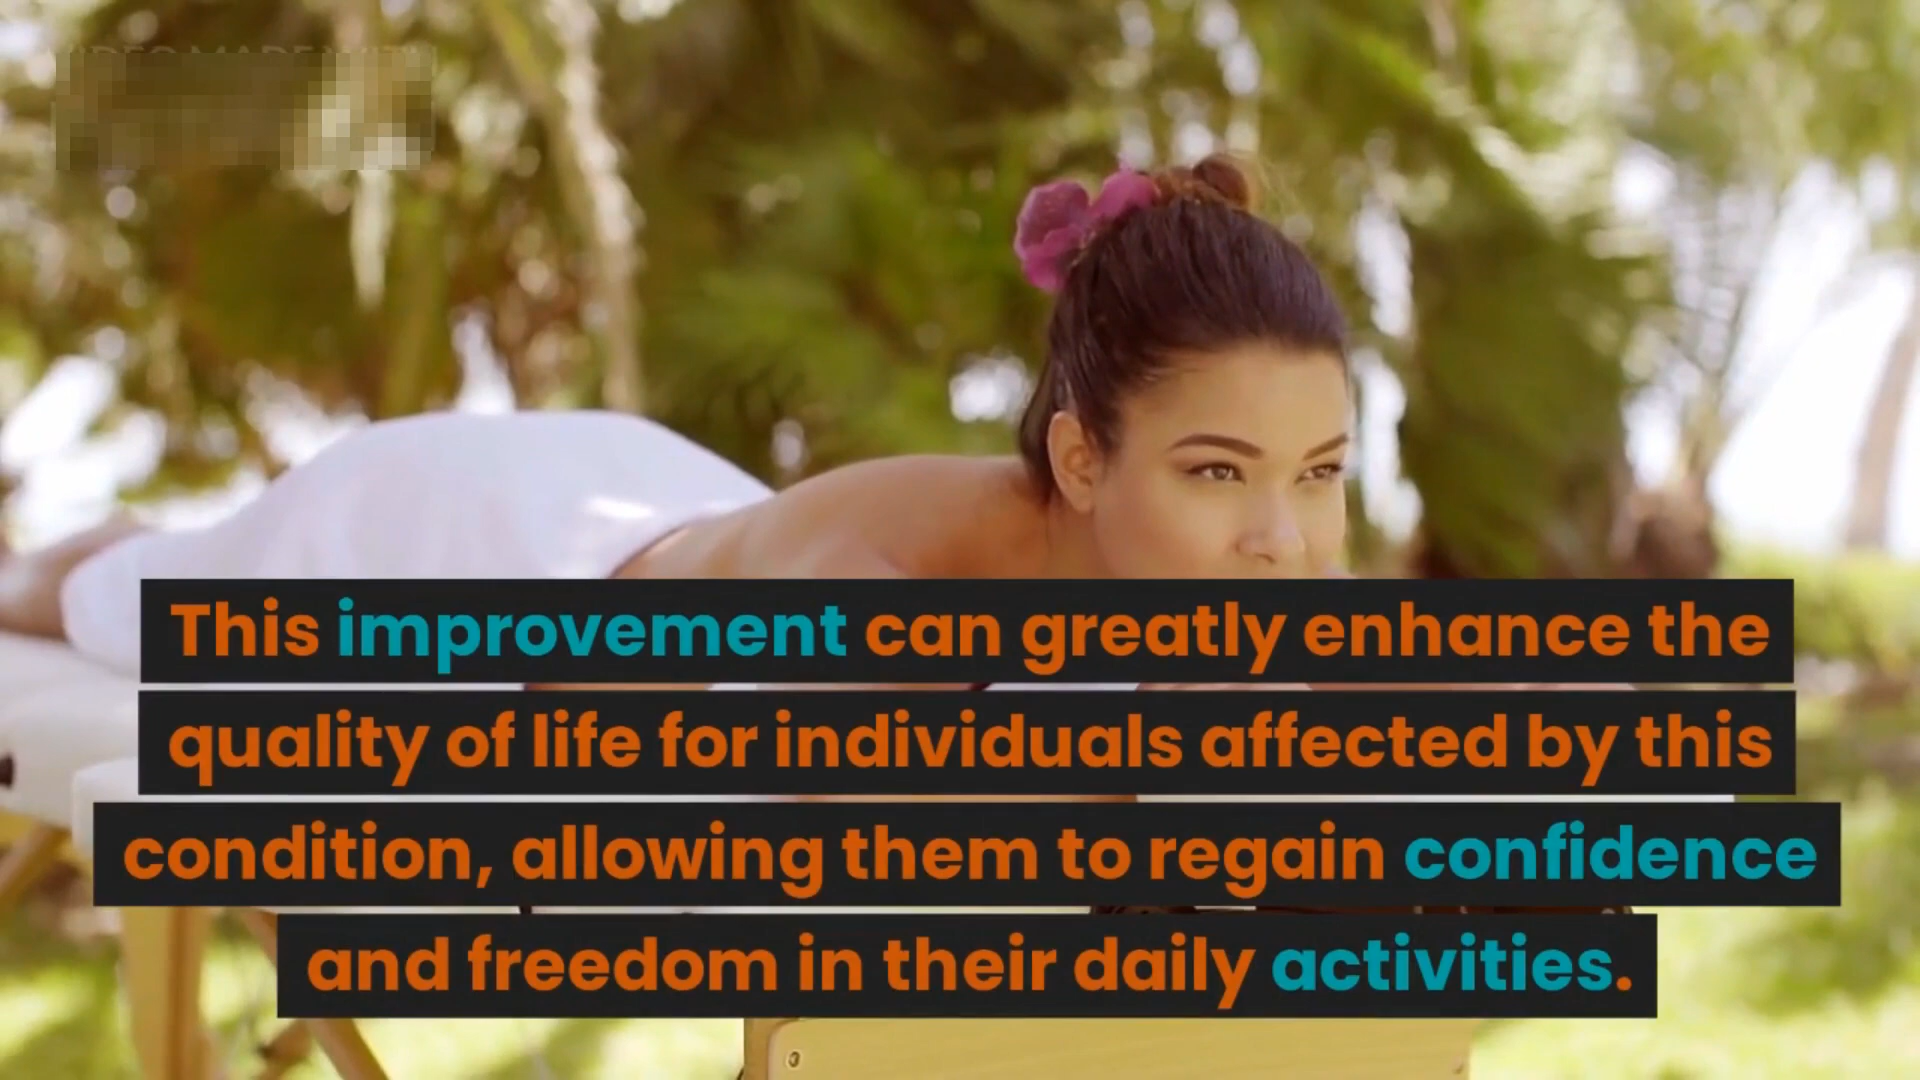 This improvement can greatly enhance the
quality of life for individuals affected by this
condition, allowing them to regain confidence
and freedom in their daily activities.